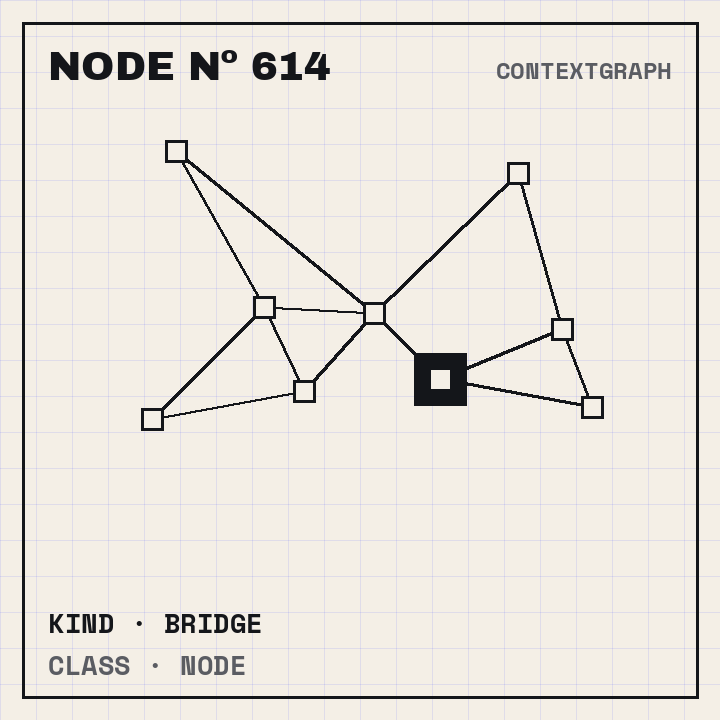 NODE Nº 614
CONTEXTGRAPH
KIND · BRIDGE
CLASS · NODE